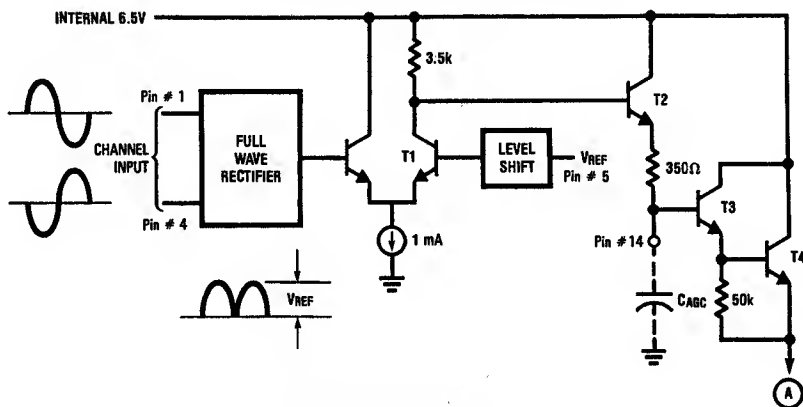 INTERNAL 6.5V
3.5k
Pin # 1
T2
FULL
WAVE
RECTIFIER
CHANNEL
INPUT
T1
LEVEL
SHIFT
VREF
Pin # 5
350Ω
Pin # 4
T3
1 mA
Pin #14
T4
VREF
CAGC
50k
A